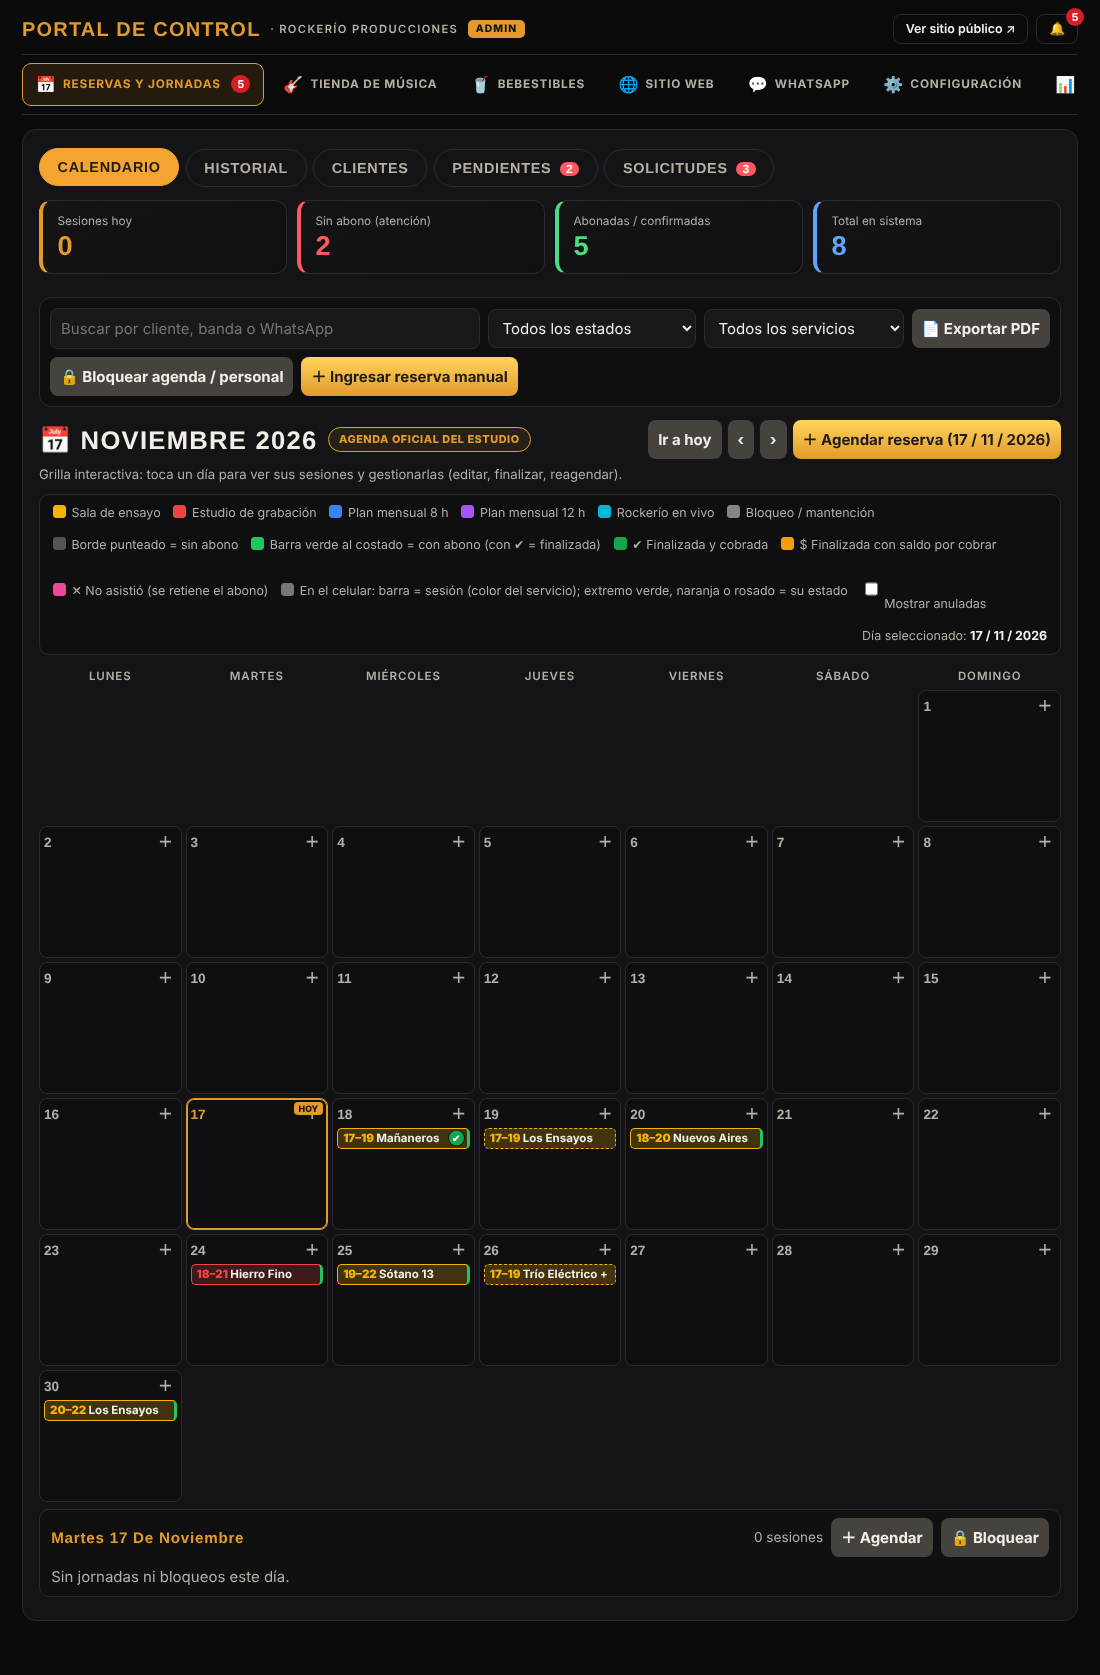 PORTAL DE CONTROL · ROCKERÍO PRODUCCIONES ADMIN Ver sitio público ↗ 🔔 5
📅 RESERVAS Y JORNADAS 5 🎸 TIENDA DE MÚSICA 🥤 BEBESTIBLES 🌐 SITIO WEB 💬 WHATSAPP ⚙️ CONFIGURACIÓN 📊
CALENDARIO HISTORIAL CLIENTES PENDIENTES 2 SOLICITUDES 3
Sesiones hoy Sin abono (atención) Abonadas / confirmadas Total en sistema
0 2 5 8
Buscar por cliente, banda o WhatsApp Todos los estados Todos los servicios 📄 Exportar PDF
🔒 Bloquear agenda / personal + Ingresar reserva manual
📅 NOVIEMBRE 2026 AGENDA OFICIAL DEL ESTUDIO Ir a hoy ‹ › + Agendar reserva (17 / 11 / 2026)
Grilla interactiva: toca un día para ver sus sesiones y gestionarlas (editar, finalizar, reagendar).
Sala de ensayo Estudio de grabación Plan mensual 8 h Plan mensual 12 h Rockerío en vivo Bloqueo / mantención
Borde punteado = sin abono Barra verde al costado = con abono (con ✔ = finalizada) ✔ Finalizada y cobrada $ Finalizada con saldo por cobrar
✕ No asistió (se retiene el abono) En el celular: barra = sesión (color del servicio); extremo verde, naranja o rosado = su estado Mostrar anuladas
Día seleccionado: 17 / 11 / 2026
LUNES MARTES MIÉRCOLES JUEVES VIERNES SÁBADO DOMINGO
1 +
2 + 3 + 4 + 5 + 6 + 7 + 8 +
9 + 10 + 11 + 12 + 13 + 14 + 15 +
16 + 17 HOY + 18 + 19 + 20 + 21 + 22 +
17–19 Mañaneros ✔ 17–19 Los Ensayos 18–20 Nuevos Aires
23 + 24 + 25 + 26 + 27 + 28 + 29 +
18–21 Hierro Fino 19–22 Sótano 13 17–19 Trío Eléctrico +
30 +
20–22 Los Ensayos
Martes 17 De Noviembre 0 sesiones + Agendar 🔒 Bloquear
Sin jornadas ni bloqueos este día.